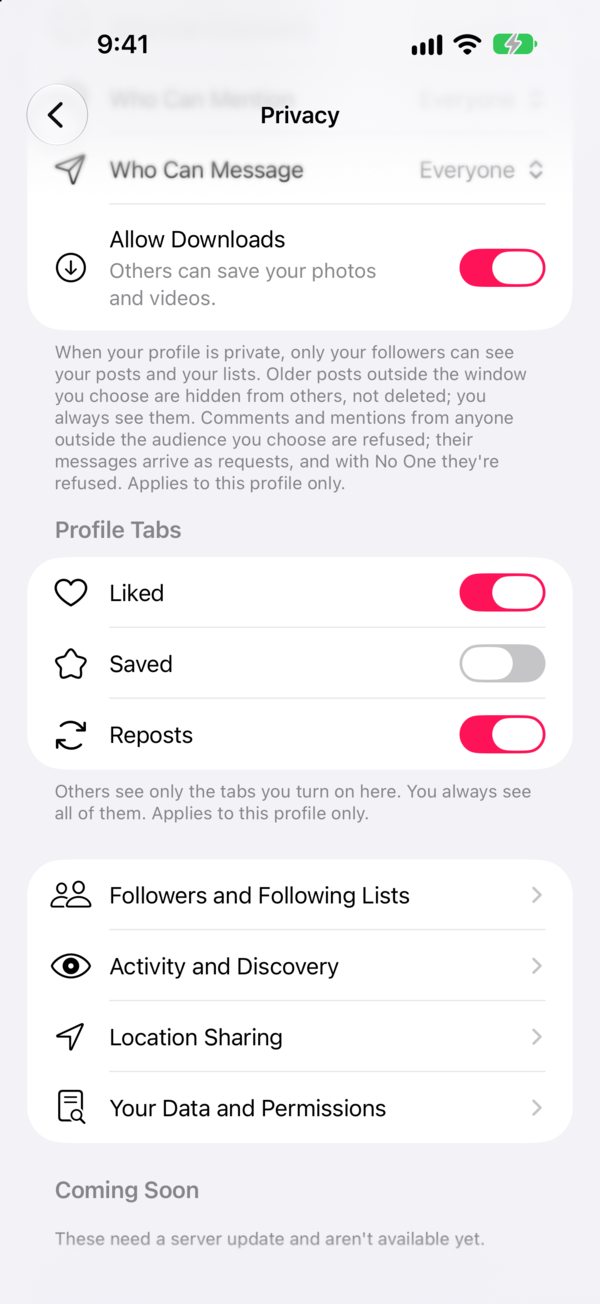 9:41
Who Can Mention
Everyone
Privacy
Who Can Message
Everyone
Allow Downloads
Others can save your photos
and videos.
When your profile is private, only your followers can see
your posts and your lists. Older posts outside the window
you choose are hidden from others, not deleted; you
always see them. Comments and mentions from anyone
outside the audience you choose are refused; their
messages arrive as requests, and with No One they're
refused. Applies to this profile only.
Profile Tabs
Liked
Saved
Reposts
Others see only the tabs you turn on here. You always see
all of them. Applies to this profile only.
Followers and Following Lists
Activity and Discovery
Location Sharing
Your Data and Permissions
Coming Soon
These need a server update and aren't available yet.